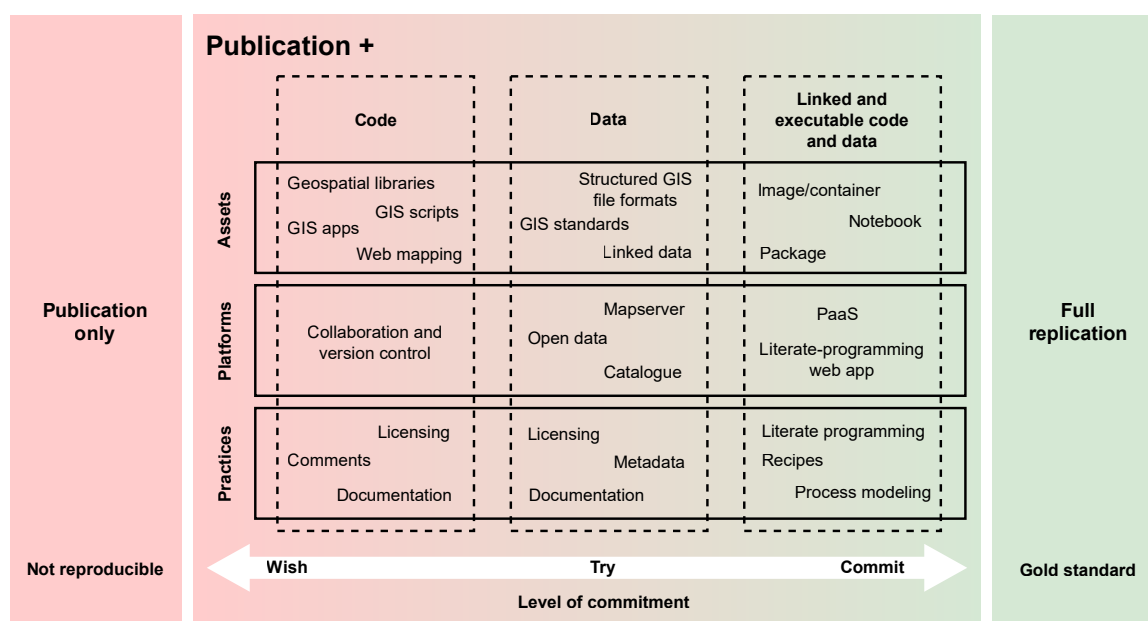 Publication +
Code
Data
Linked and
executable code
and data
Assets
Geospatial libraries
GIS scripts
GIS apps
Web mapping
Structured GIS
file formats
GIS standards
Linked data
Image/container
Notebook
Package
Publication
only
Platforms
Collaboration and
version control
Mapserver
Open data
Catalogue
PaaS
Literate-programming
web app
Full
replication
Practices
Licensing
Comments
Documentation
Licensing
Metadata
Documentation
Literate programming
Recipes
Process modeling
Not reproducible
Wish
Try
Commit
Gold standard
Level of commitment